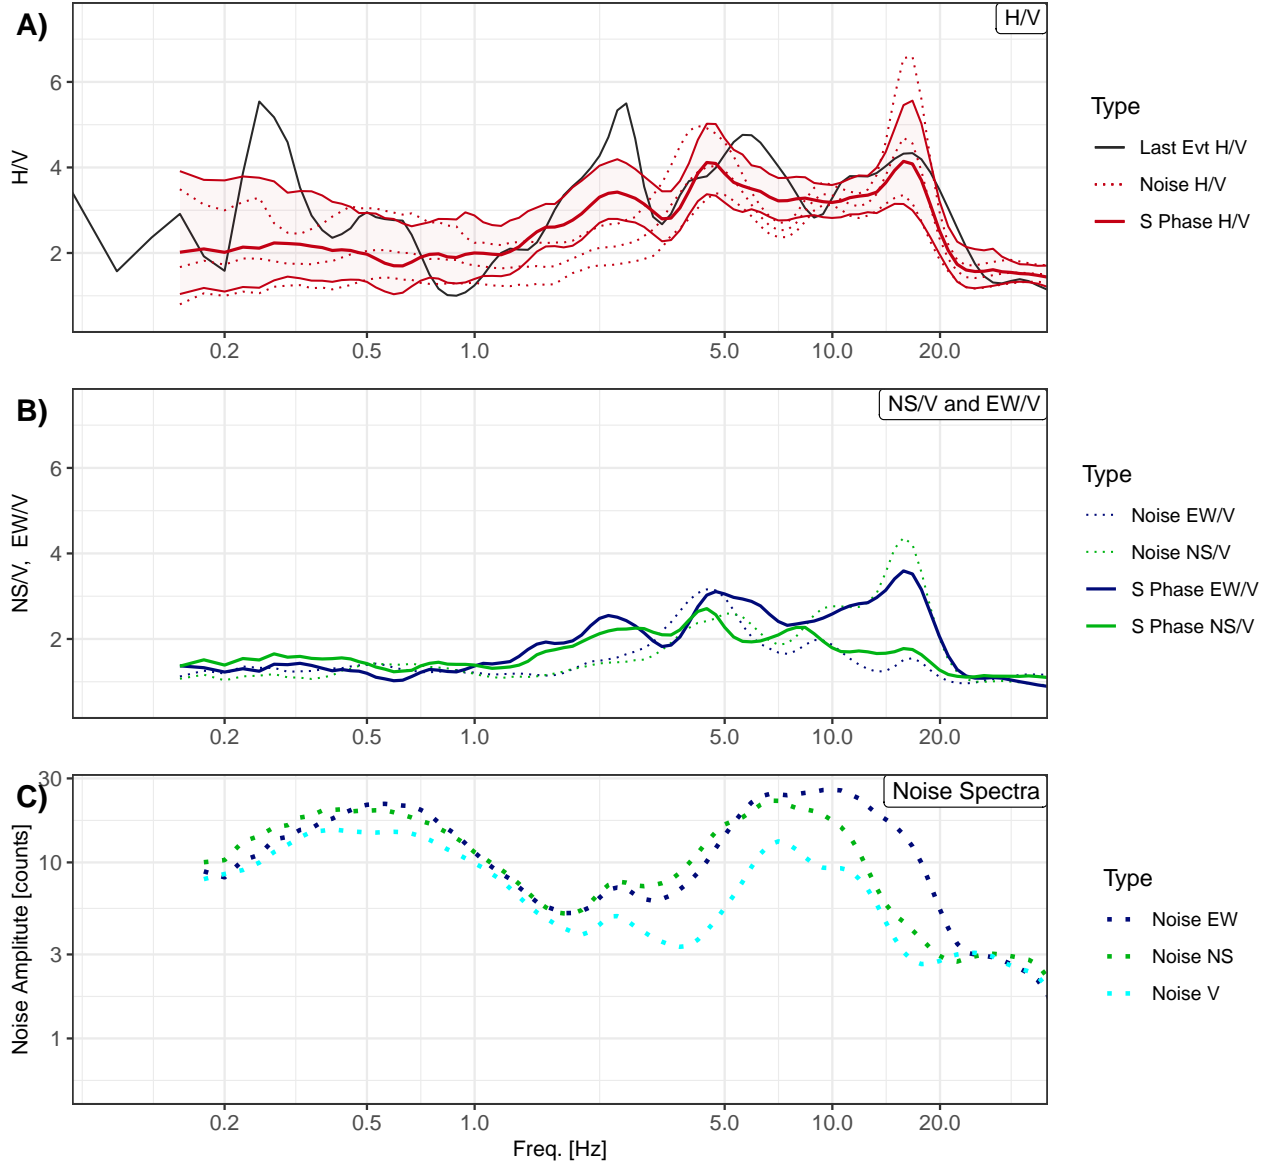 A)
H/V
H/V
6
4
2
0.2 0.5 1.0 5.0 10.0 20.0
Type
Last Evt H/V
Noise H/V
S Phase H/V
B)
NS/V and EW/V
NS/V, EW/V
6
4
2
0.2 0.5 1.0 5.0 10.0 20.0
Type
Noise EW/V
Noise NS/V
S Phase EW/V
S Phase NS/V
C)
Noise Spectra
Noise Amplitude [counts]
30
10
3
1
0.2 0.5 1.0 5.0 10.0 20.0
Freq. [Hz]
Type
Noise EW
Noise NS
Noise V